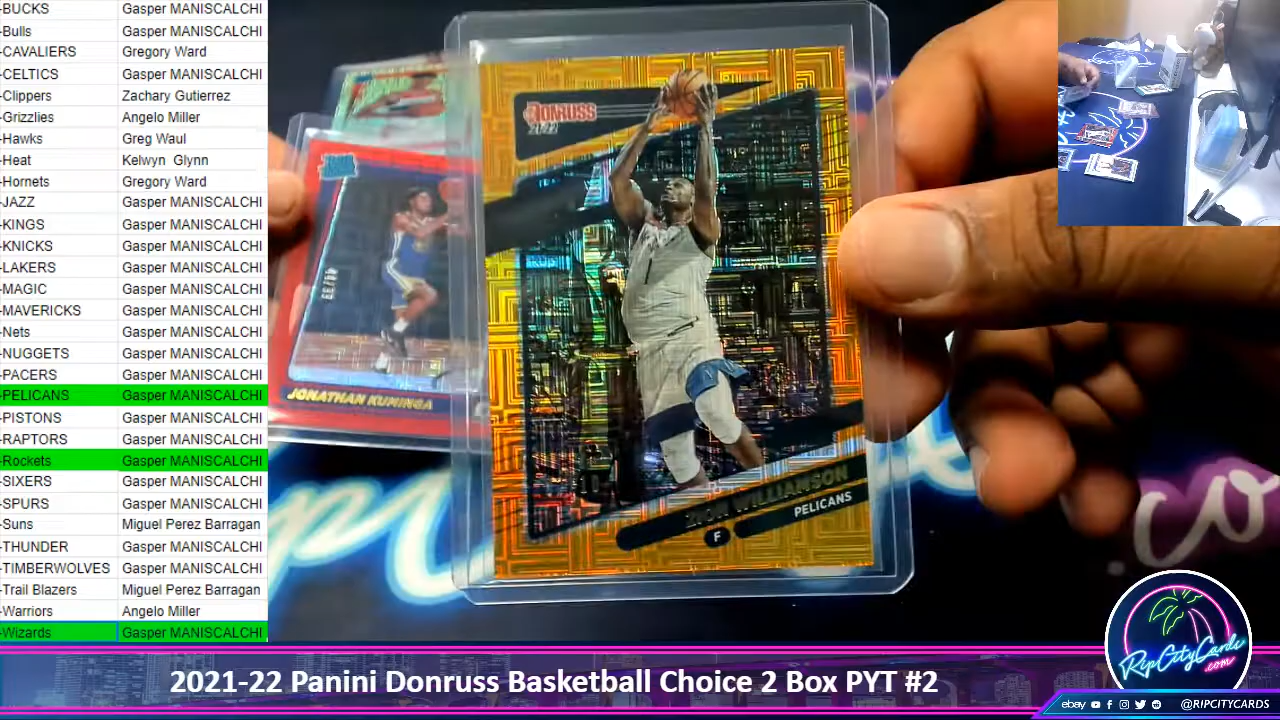 -BUCKS Gasper MANISCALCHI
-Bulls Gasper MANISCALCHI
-CAVALIERS Gregory Ward
-CELTICS Gasper MANISCALCHI
-Clippers Zachary Gutierrez
-Grizzlies Angelo Miller
-Hawks Greg Waul
-Heat Kelwyn Glynn
-Hornets Gregory Ward
-JAZZ Gasper MANISCALCHI
-KINGS Gasper MANISCALCHI
-KNICKS Gasper MANISCALCHI
-LAKERS Gasper MANISCALCHI
-MAGIC Gasper MANISCALCHI
-MAVERICKS Gasper MANISCALCHI
-Nets Gasper MANISCALCHI
-NUGGETS Gasper MANISCALCHI
-PACERS Gasper MANISCALCHI
-PELICANS Gasper MANISCALCHI
-PISTONS Gasper MANISCALCHI
-RAPTORS Gasper MANISCALCHI
-Rockets Gasper MANISCALCHI
-SIXERS Gasper MANISCALCHI
-SPURS Gasper MANISCALCHI
-Suns Miguel Perez Barragan
-THUNDER Gasper MANISCALCHI
-TIMBERWOLVES Gasper MANISCALCHI
-Trail Blazers Miguel Perez Barragan
-Warriors Angelo Miller
-Wizards Gasper MANISCALCHI
JONATHAN KUMINGA
DONRUSS
2021-22
1
ZION WILLIAMSON
F PELICANS
.co
2021-22 Panini Donruss Basketball Choice 2 Box PYT #2
RipCityCards
.com
ebay @RIPCITYCARDS